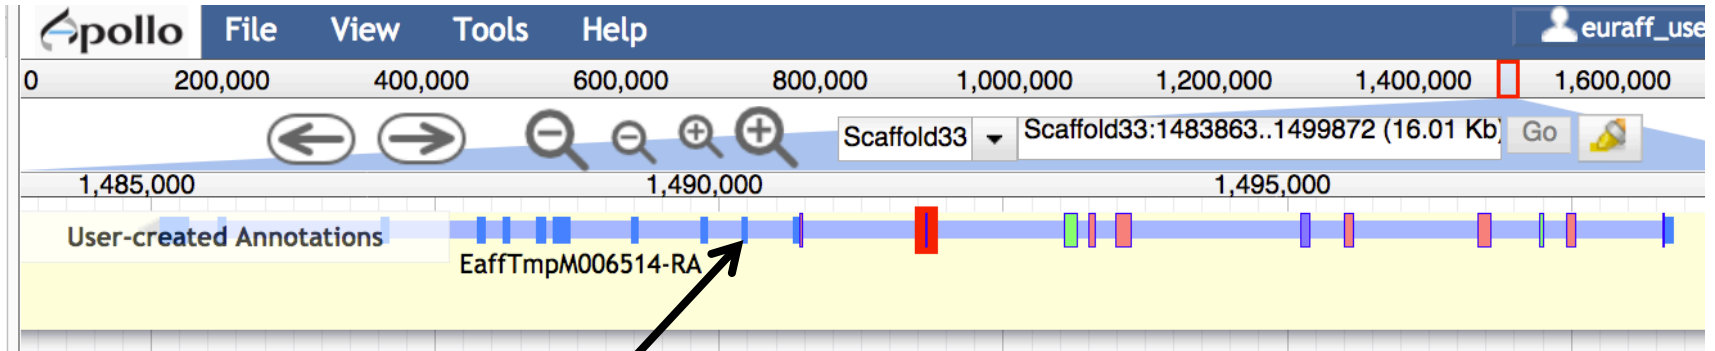 Apollo File View Tools Help euraff_use
0 200,000 400,000 600,000 800,000 1,000,000 1,200,000 1,400,000 1,600,000
Scaffold33 Scaffold33:1483863..1499872 (16.01 Kb) Go
1,485,000 1,490,000 1,495,000
User-created Annotations
EaffTmpM006514-RA